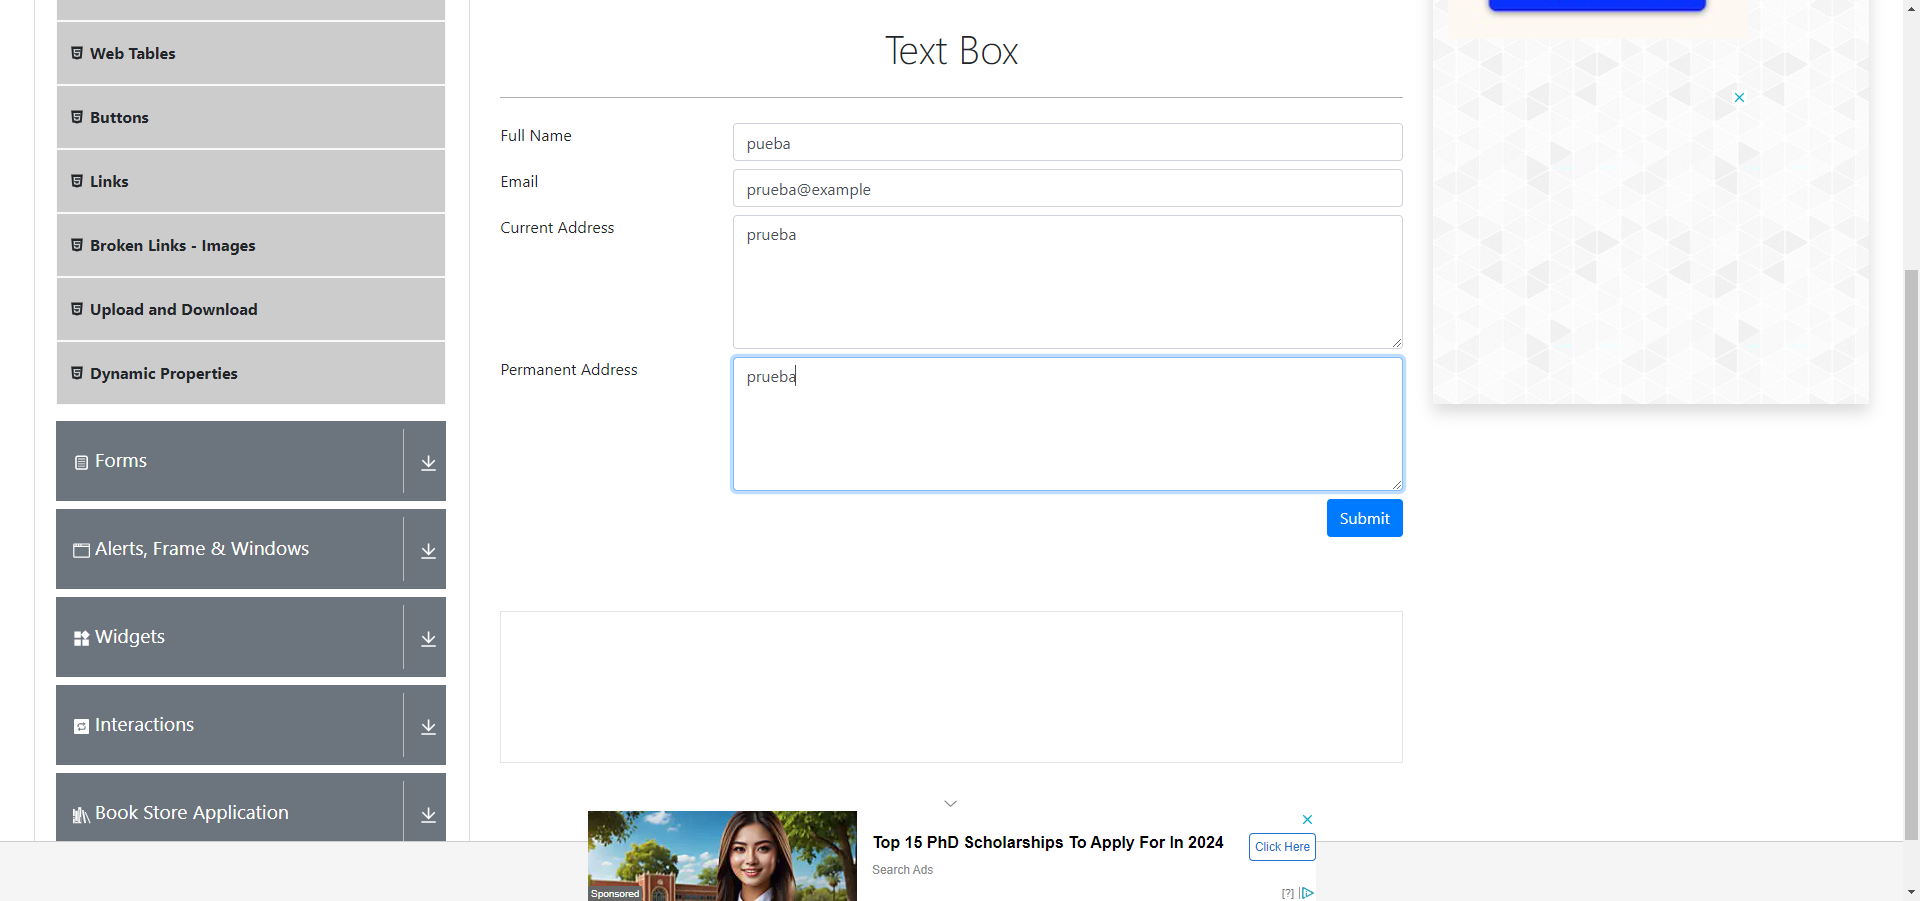 Web Tables
Buttons
Links
Broken Links - Images
Upload and Download
Dynamic Properties
Forms
Alerts, Frame & Windows
Widgets
Interactions
Book Store Application
Text Box
Full Name
pueba
Email
prueba@example
Current Address
prueba
Permanent Address
prueba
Submit
Sponsored
Top 15 PhD Scholarships To Apply For In 2024
Search Ads
Click Here
[?]